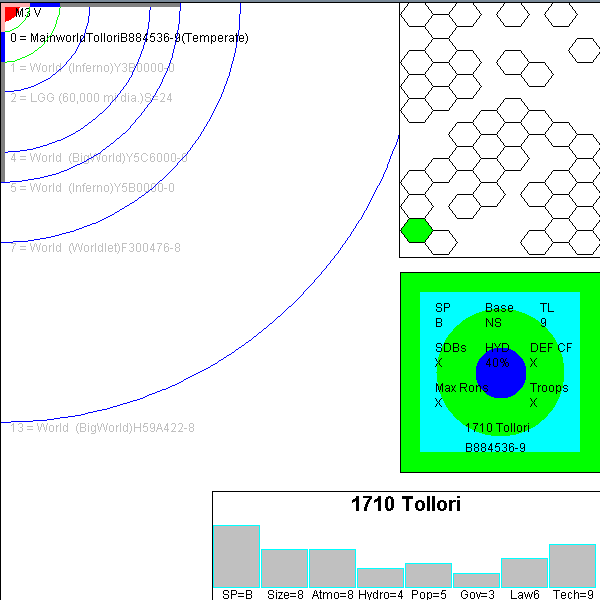 M3 V
0 = MainworldTolloriB884536-9(Temperate)
1 = World  (Inferno)Y3B0000-0
2 = LGG (60,000 mi dia.)S=24
4 = World  (BigWorld)Y5C6000-0
5 = World  (Inferno)Y5B0000-0
7 = World  (Worldlet)F300476-8
13 = World  (BigWorld)H59A422-8
SP Base TL
B NS 9
SDBs HYD DEF CF
X 40% X
Max Ron Troops
X X
1710 Tollori
B884536-9
1710 Tollori
SP=B Size=8 Atmo=8 Hydro=4 Pop=5 Gov=3 Law6 Tech=9